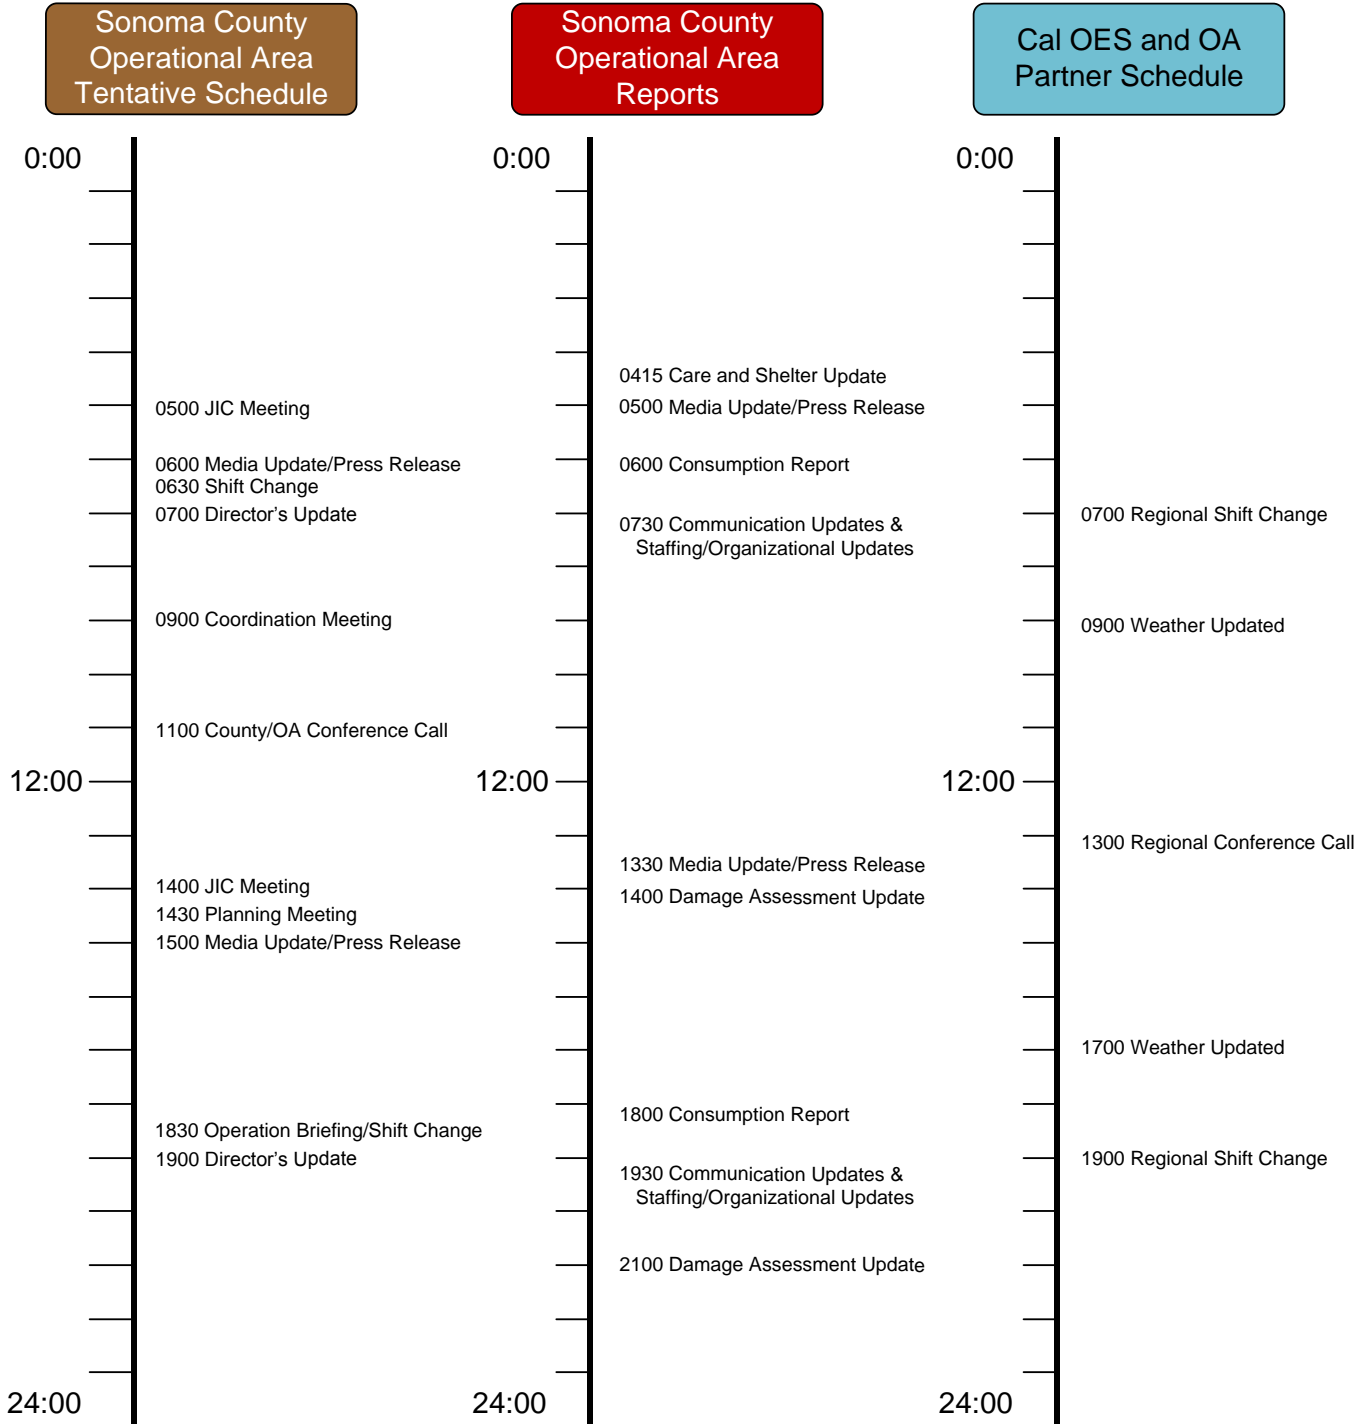 Sonoma County
Operational Area
Tentative Schedule
0:00
0500 JIC Meeting
0600 Media Update/Press Release
0630 Shift Change
0700 Director's Update
0900 Coordination Meeting
1100 County/OA Conference Call
12:00
1400 JIC Meeting
1430 Planning Meeting
1500 Media Update/Press Release
1830 Operation Briefing/Shift Change
1900 Director's Update
24:00
Sonoma County
Operational Area
Reports
0:00
0415 Care and Shelter Update
0500 Media Update/Press Release
0600 Consumption Report
0730 Communication Updates &
Staffing/Organizational Updates
12:00
1330 Media Update/Press Release
1400 Damage Assessment Update
1800 Consumption Report
1930 Communication Updates &
Staffing/Organizational Updates
2100 Damage Assessment Update
24:00
Cal OES and OA
Partner Schedule
0:00
0700 Regional Shift Change
0900 Weather Updated
12:00
1300 Regional Conference Call
1700 Weather Updated
1900 Regional Shift Change
24:00